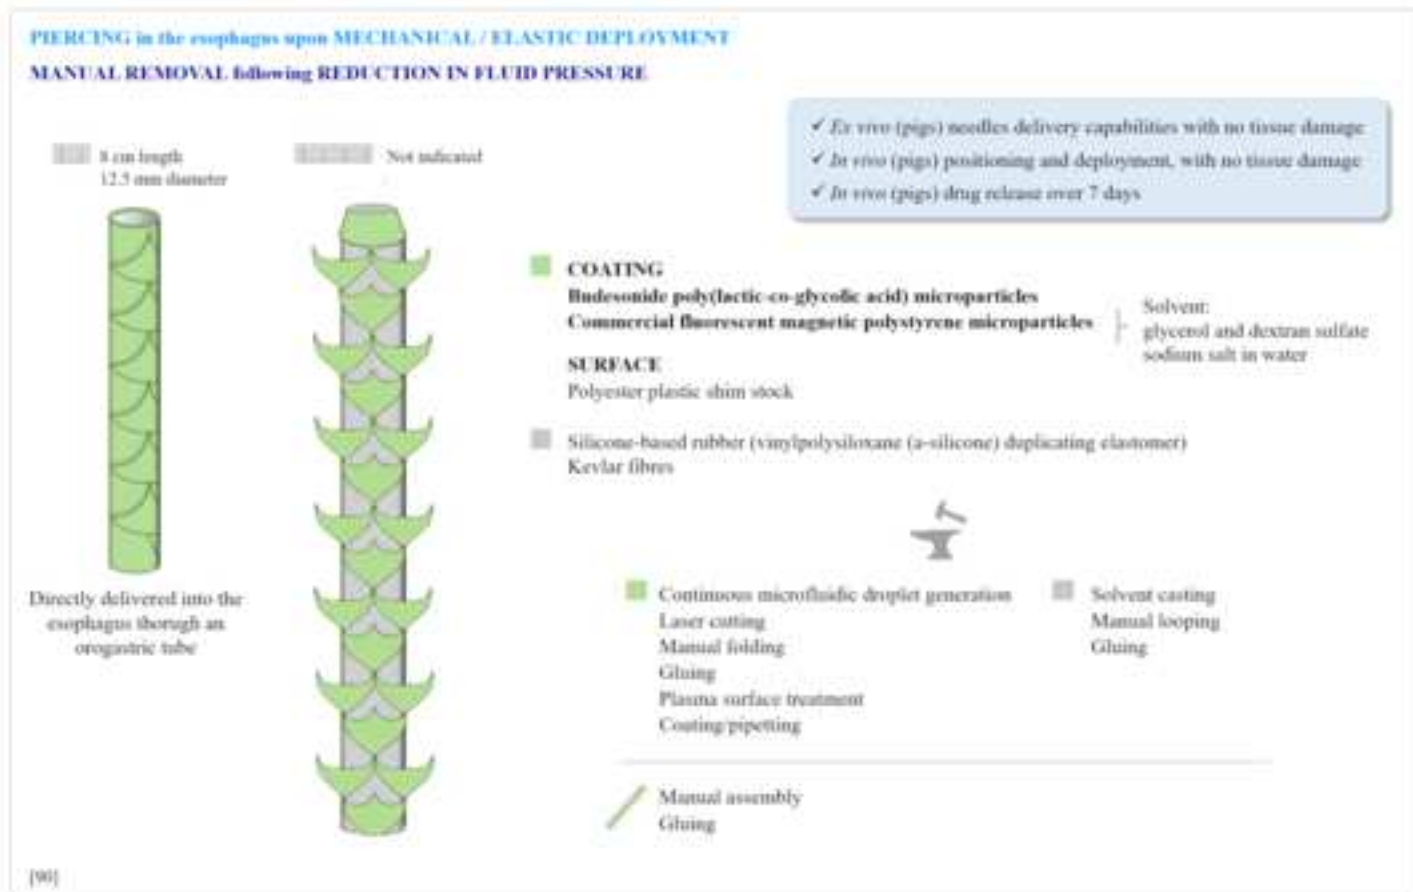 PIERCING in the esophagus upon MECHANICAL / ELASTIC DEPLOYMENT
MANUAL REMOVAL following REDUCTION IN FLUID PRESSURE
✓ Ex vivo (pigs) needles delivery capabilities with no tissue damage
✓ In vivo (pigs) positioning and deployment, with no tissue damage
✓ In vivo (pigs) drug release over 7 days
8 cm length
12.5 mm diameter
Not indicated
COATING
Budesonide poly(lactic-co-glycolic acid) microparticles
Commercial fluorescent magnetic polystyrene microparticles
Solvent:
glycerol and dextran sulfate
sodium salt in water
SURFACE
Polyester plastic shim stock
Silicone-based rubber (vinylpolysiloxane (a-silicone) duplicating elastomer)
Kevlar fibres
Directly delivered into the
esophagus thorugh an
orogastric tube
Continuous microfluidic droplet generation
Laser cutting
Manual folding
Gluing
Plasma surface treatment
Coating/pipetting
Solvent casting
Manual looping
Gluing
Manual assembly
Gluing
[90]